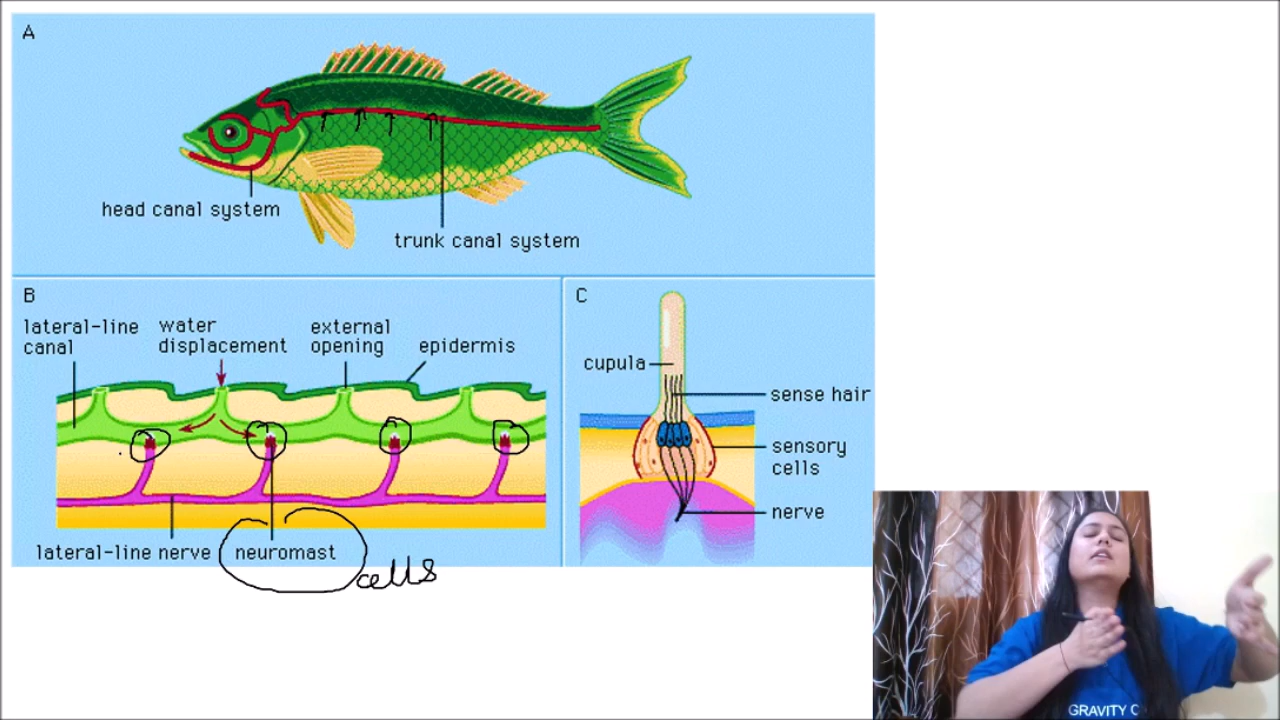 A
head canal system
trunk canal system
B
lateral-line
canal
water
displacement
external
opening
epidermis
lateral-line nerve
neuromast
cells
C
cupula
sense hair
sensory
cells
nerve
GRAVITY C